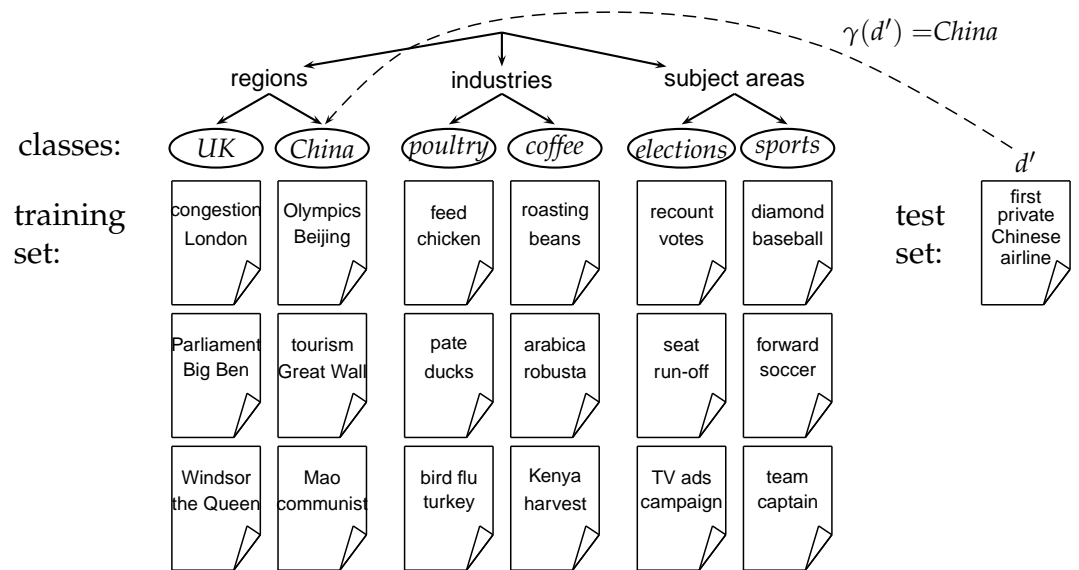 γ(d′) =China
regions
industries
subject areas
classes:
UK
China
poultry
coffee
elections
sports
d′
training
set:
congestion
London
Olympics
Beijing
feed
chicken
roasting
beans
recount
votes
diamond
baseball
test
set:
first
private
Chinese
airline
Parliament
Big Ben
tourism
Great Wall
pate
ducks
arabica
robusta
seat
run-off
forward
soccer
Windsor
the Queen
Mao
communist
bird flu
turkey
Kenya
harvest
TV ads
campaign
team
captain